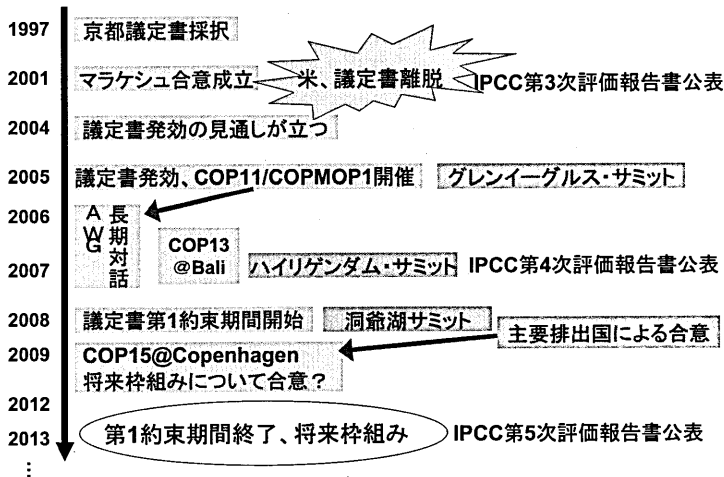 1997 京都議定書採択
2001 マラケシュ合意成立 米、議定書離脱 IPCC第3次評価報告書公表
2004 議定書発効の見通しが立つ
2005 議定書発効、COP11/COPMOP1開催 グレンイーグルス・サミット
2006
AWG
長期対話
COP13
@Bali
2007 ハイリゲンダム・サミット IPCC第4次評価報告書公表
2008 議定書第1約束期間開始 洞爺湖サミット
主要排出国による合意
2009 COP15@Copenhagen
将来枠組みについて合意？
2012
2013 第1約束期間終了、将来枠組み IPCC第5次評価報告書公表
⋮